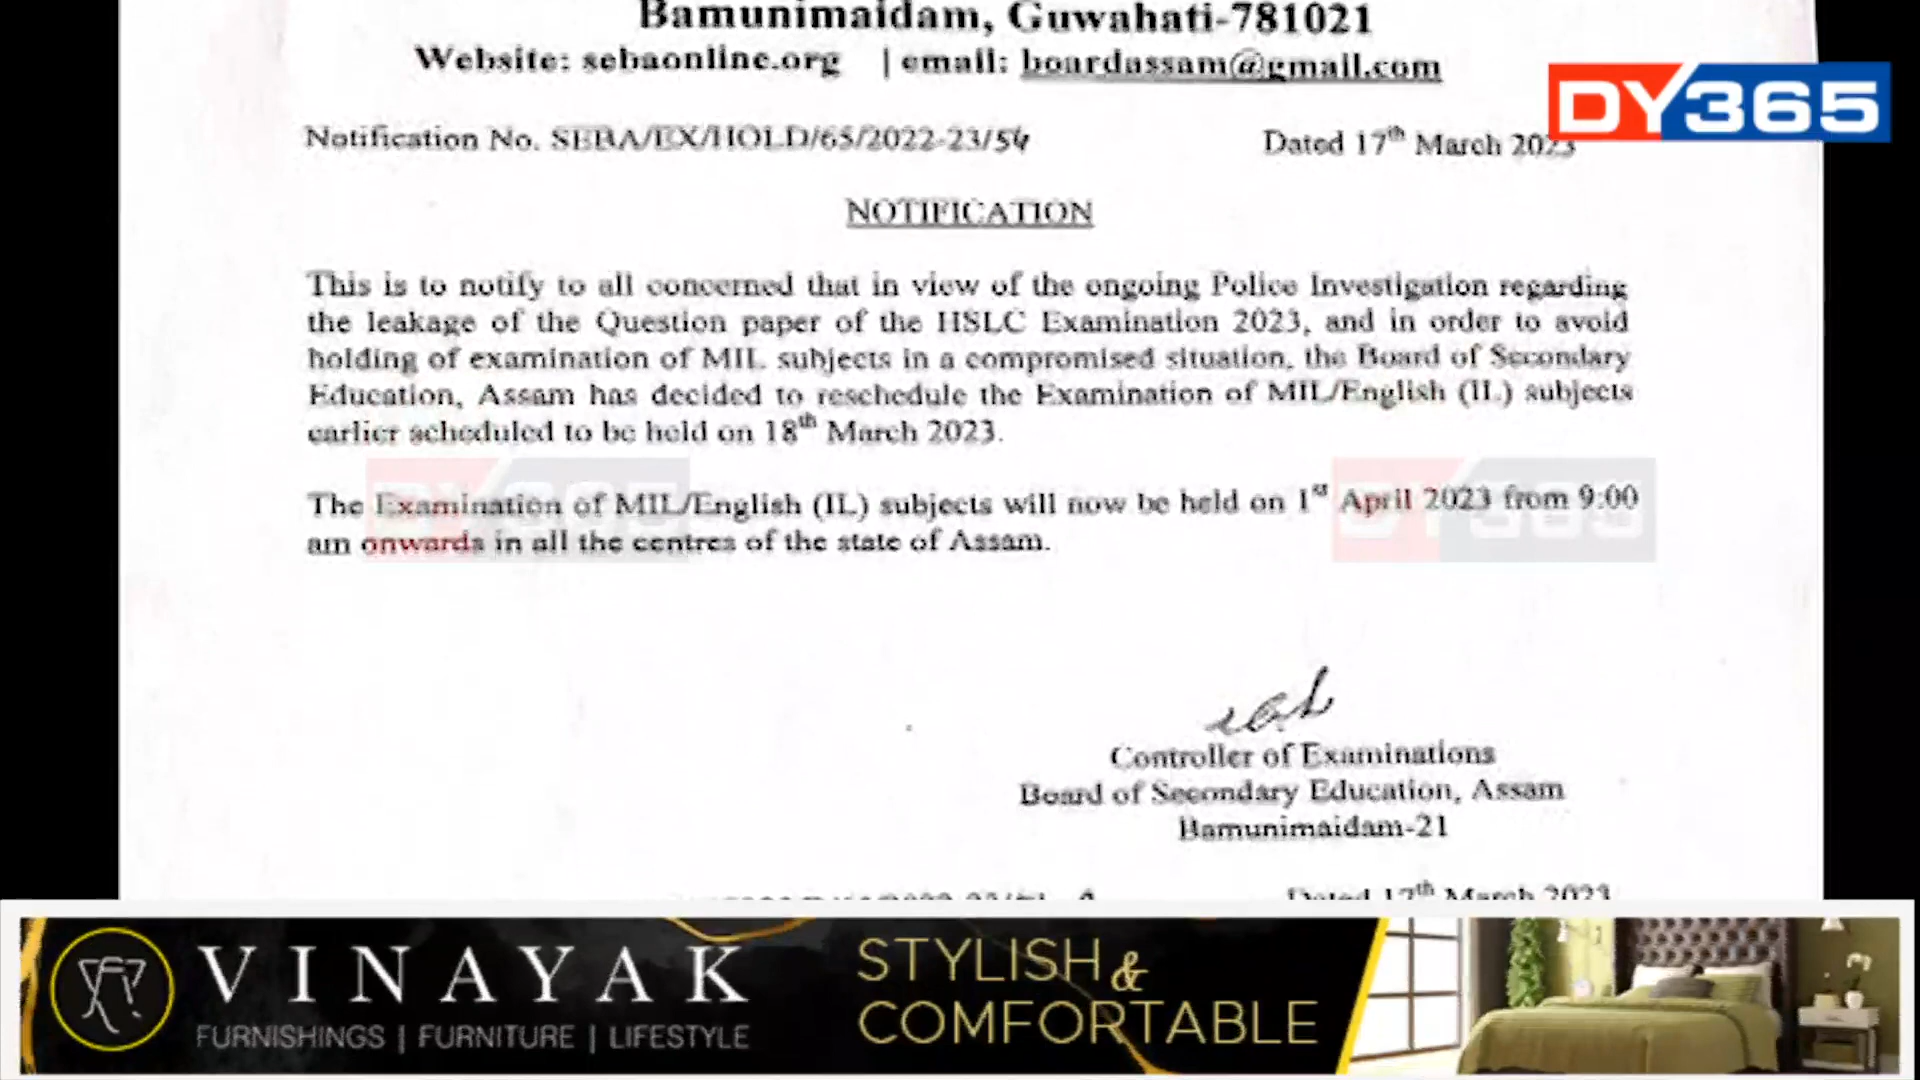 Bamunimaidam, Guwahati-781021
Website: sebaonline.org | email: boardassam@gmail.com
DY365
Notification No. SEBA/EX/HOLD/65/2022-23/54
Dated 17th March 2023
NOTIFICATION
This is to notify to all concerned that in view of the ongoing Police Investigation regarding
the leakage of the Question paper of the HSLC Examination 2023, and in order to avoid
holding of examination of MIL subjects in a compromised situation, the Board of Secondary
Education, Assam has decided to reschedule the Examination of MIL/English (IL) subjects
earlier scheduled to be held on 18th March 2023.
The Examination of MIL/English (IL) subjects will now be held on 1st April 2023 from 9:00
am onwards in all the centres of the state of Assam.
DY365
DY365
Controller of Examinations
Board of Secondary Education, Assam
Bamunimaidam-21
Dated 17th March 2023
VINAYAK
FURNISHINGS | FURNITURE | LIFESTYLE
STYLISH &
COMFORTABLE